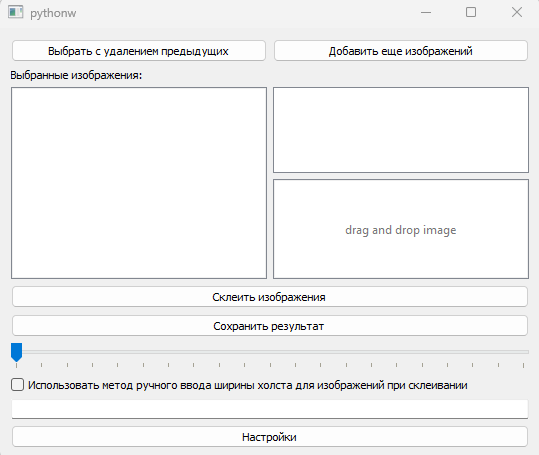 pythonw
Выбрать с удалением предыдущих
Добавить еще изображений
Выбранные изображения:
drag and drop image
Склеить изображения
Сохранить результат
Использовать метод ручного ввода ширины холста для изображений при склеивании
Настройки